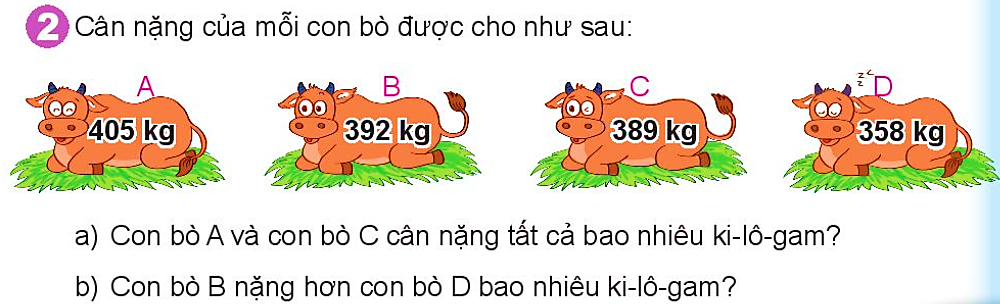 2 Cân nặng của mỗi con bò được cho như sau:
A B C z z D
405 kg 392 kg 389 kg 358 kg
a) Con bò A và con bò C cân nặng tất cả bao nhiêu ki-lô-gam?
b) Con bò B nặng hơn con bò D bao nhiêu ki-lô-gam?